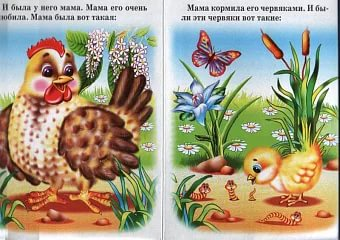 И была у него мама. Мама его очень
любила. Мама была вот такая:
Мама кормила его червяками. И бы-
ли эти червяки вот такие: